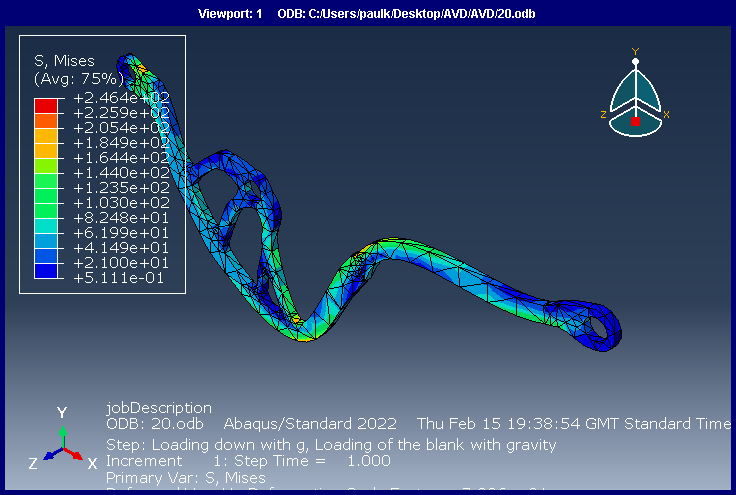 Viewport: 1 ODB: C:/Users/paulk/Desktop/AVD/AVD/20.odb
S, Mises
(Avg: 75%)
+2.464e+02
+2.259e+02
+2.054e+02
+1.849e+02
+1.644e+02
+1.440e+02
+1.235e+02
+1.030e+02
+8.248e+01
+6.199e+01
+4.149e+01
+2.100e+01
+5.111e-01
Y
Z X
Y
Z X
jobDescription
ODB: 20.odb Abaqus/Standard 2022 Thu Feb 15 19:38:54 GMT Standard Time
Step: Loading down with g, Loading of the blank with gravity
Increment 1: Step Time = 1.000
Primary Var: S, Mises